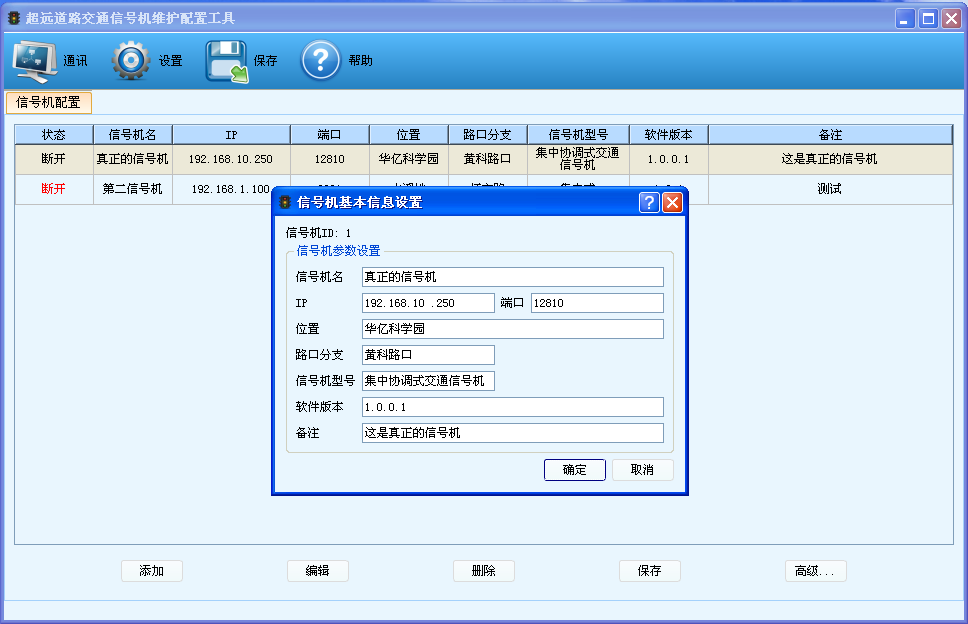 超远道路交通信号机维护配置工具
通讯 设置 保存 帮助
信号机配置
状态 信号机名 IP 端口 位置 路口分支 信号机型号 软件版本 备注
断开 真正的信号机 192.168.10.250 12810 华亿科学园 黄科路口 集中协调式交通信号机 1.0.0.1 这是真正的信号机
断开 第二信号机 192.168.1.100 测试
信号机基本信息设置
信号机ID: 1
信号机参数设置
信号机名 真正的信号机
IP 192.168.10 .250 端口 12810
位置 华亿科学园
路口分支 黄科路口
信号机型号 集中协调式交通信号机
软件版本 1.0.0.1
备注 这是真正的信号机
确定 取消
添加 编辑 删除 保存 高级...